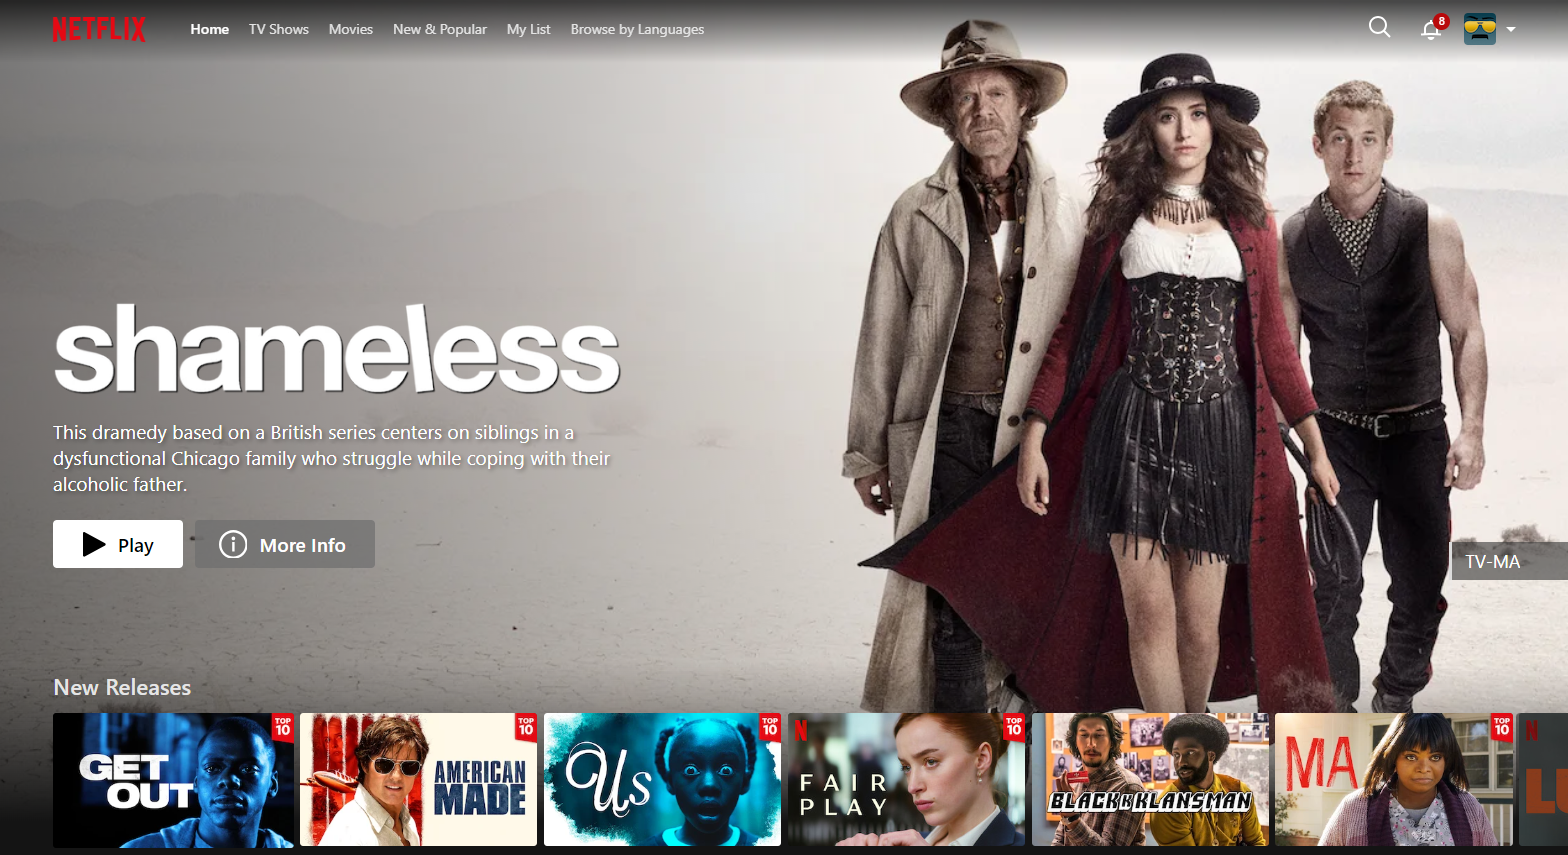 NETFLIX Home TV Shows Movies New & Popular My List Browse by Languages 8
shameless
This dramedy based on a British series centers on siblings in a
dysfunctional Chicago family who struggle while coping with their
alcoholic father.
Play More Info
TV-MA
New Releases
TOP 10
GET OUT
TOP 10
AMERICAN MADE
TOP 10
Us
N
TOP 10
FAIR PLAY
BLACKkKLANSMAN
TOP 10
MA
N
L